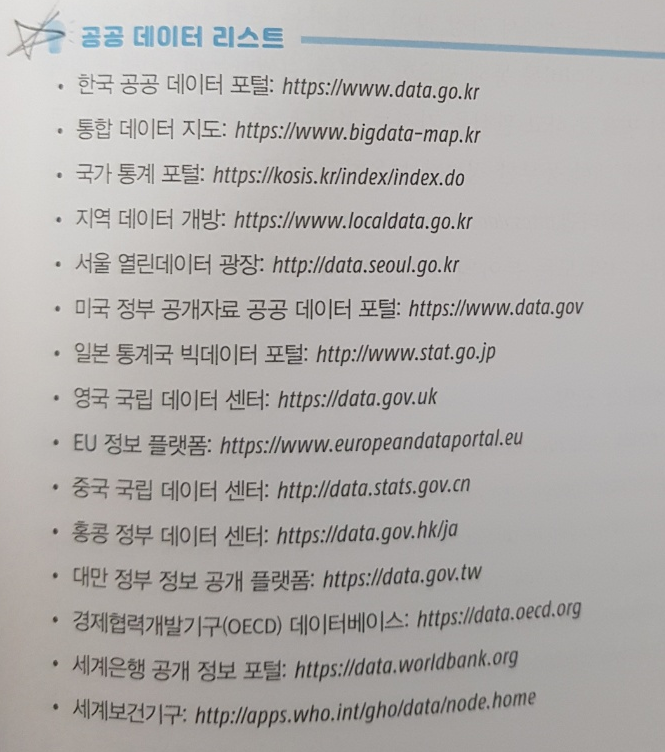 공공 데이터 리스트
• 한국 공공 데이터 포털: https://www.data.go.kr
• 통합 데이터 지도: https://www.bigdata-map.kr
• 국가 통계 포털: https://kosis.kr/index/index.do
• 지역 데이터 개방: https://www.localdata.go.kr
• 서울 열린데이터 광장: http://data.seoul.go.kr
• 미국 정부 공개자료 공공 데이터 포털: https://www.data.gov
• 일본 통계국 빅데이터 포털: http://www.stat.go.jp
• 영국 국립 데이터 센터: https://data.gov.uk
• EU 정보 플랫폼: https://www.europeandataportal.eu
• 중국 국립 데이터 센터: http://data.stats.gov.cn
• 홍콩 정부 데이터 센터: https://data.gov.hk/ja
• 대만 정부 정보 공개 플랫폼: https://data.gov.tw
• 경제협력개발기구(OECD) 데이터베이스: https://data.oecd.org
• 세계은행 공개 정보 포털: https://data.worldbank.org
• 세계보건기구: http://apps.who.int/gho/data/node.home